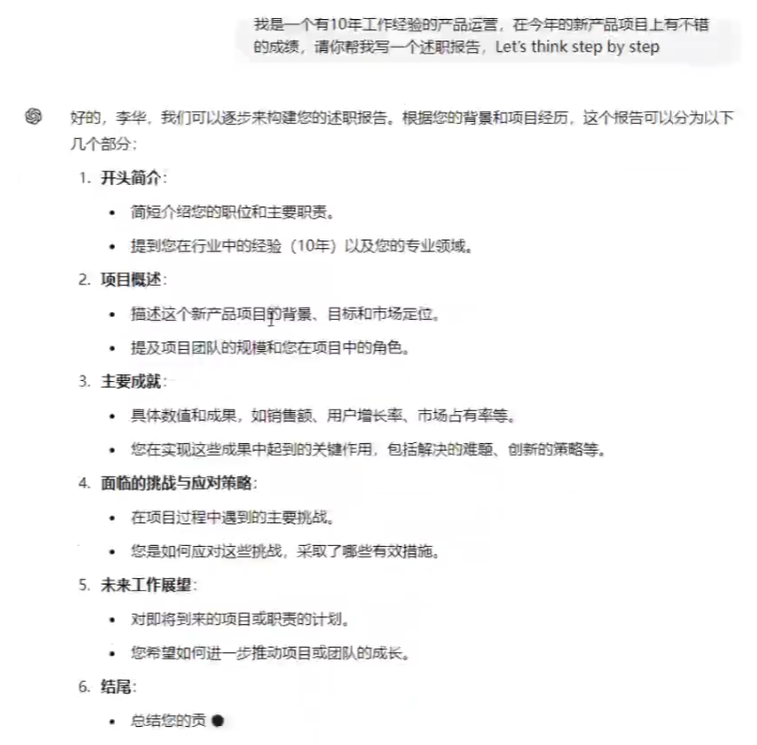 我是一个有10年工作经验的产品运营，在今年的新产品项目上有不错
的成绩，请你帮我写一个述职报告，Let's think step by step
好的，李华，我们可以逐步来构建您的述职报告。根据您的背景和项目经历，这个报告可以分为以下
几个部分：
1. 开头简介：
• 简短介绍您的职位和主要职责。
• 提到您在行业中的经验（10年）以及您的专业领域。
2. 项目概述：
• 描述这个新产品项目的背景、目标和市场定位。
• 提及项目团队的规模和您在项目中的角色。
3. 主要成就：
• 具体数值和成果，如销售额、用户增长率、市场占有率等。
• 您在实现这些成果中起到的关键作用，包括解决的难题、创新的策略等。
4. 面临的挑战与应对策略：
• 在项目过程中遇到的主要挑战。
• 您是如何应对这些挑战，采取了哪些有效措施。
5. 未来工作展望：
• 对即将到来的项目或职责的计划。
• 您希望如何进一步推动项目或团队的成长。
6. 结尾：
• 总结您的贡